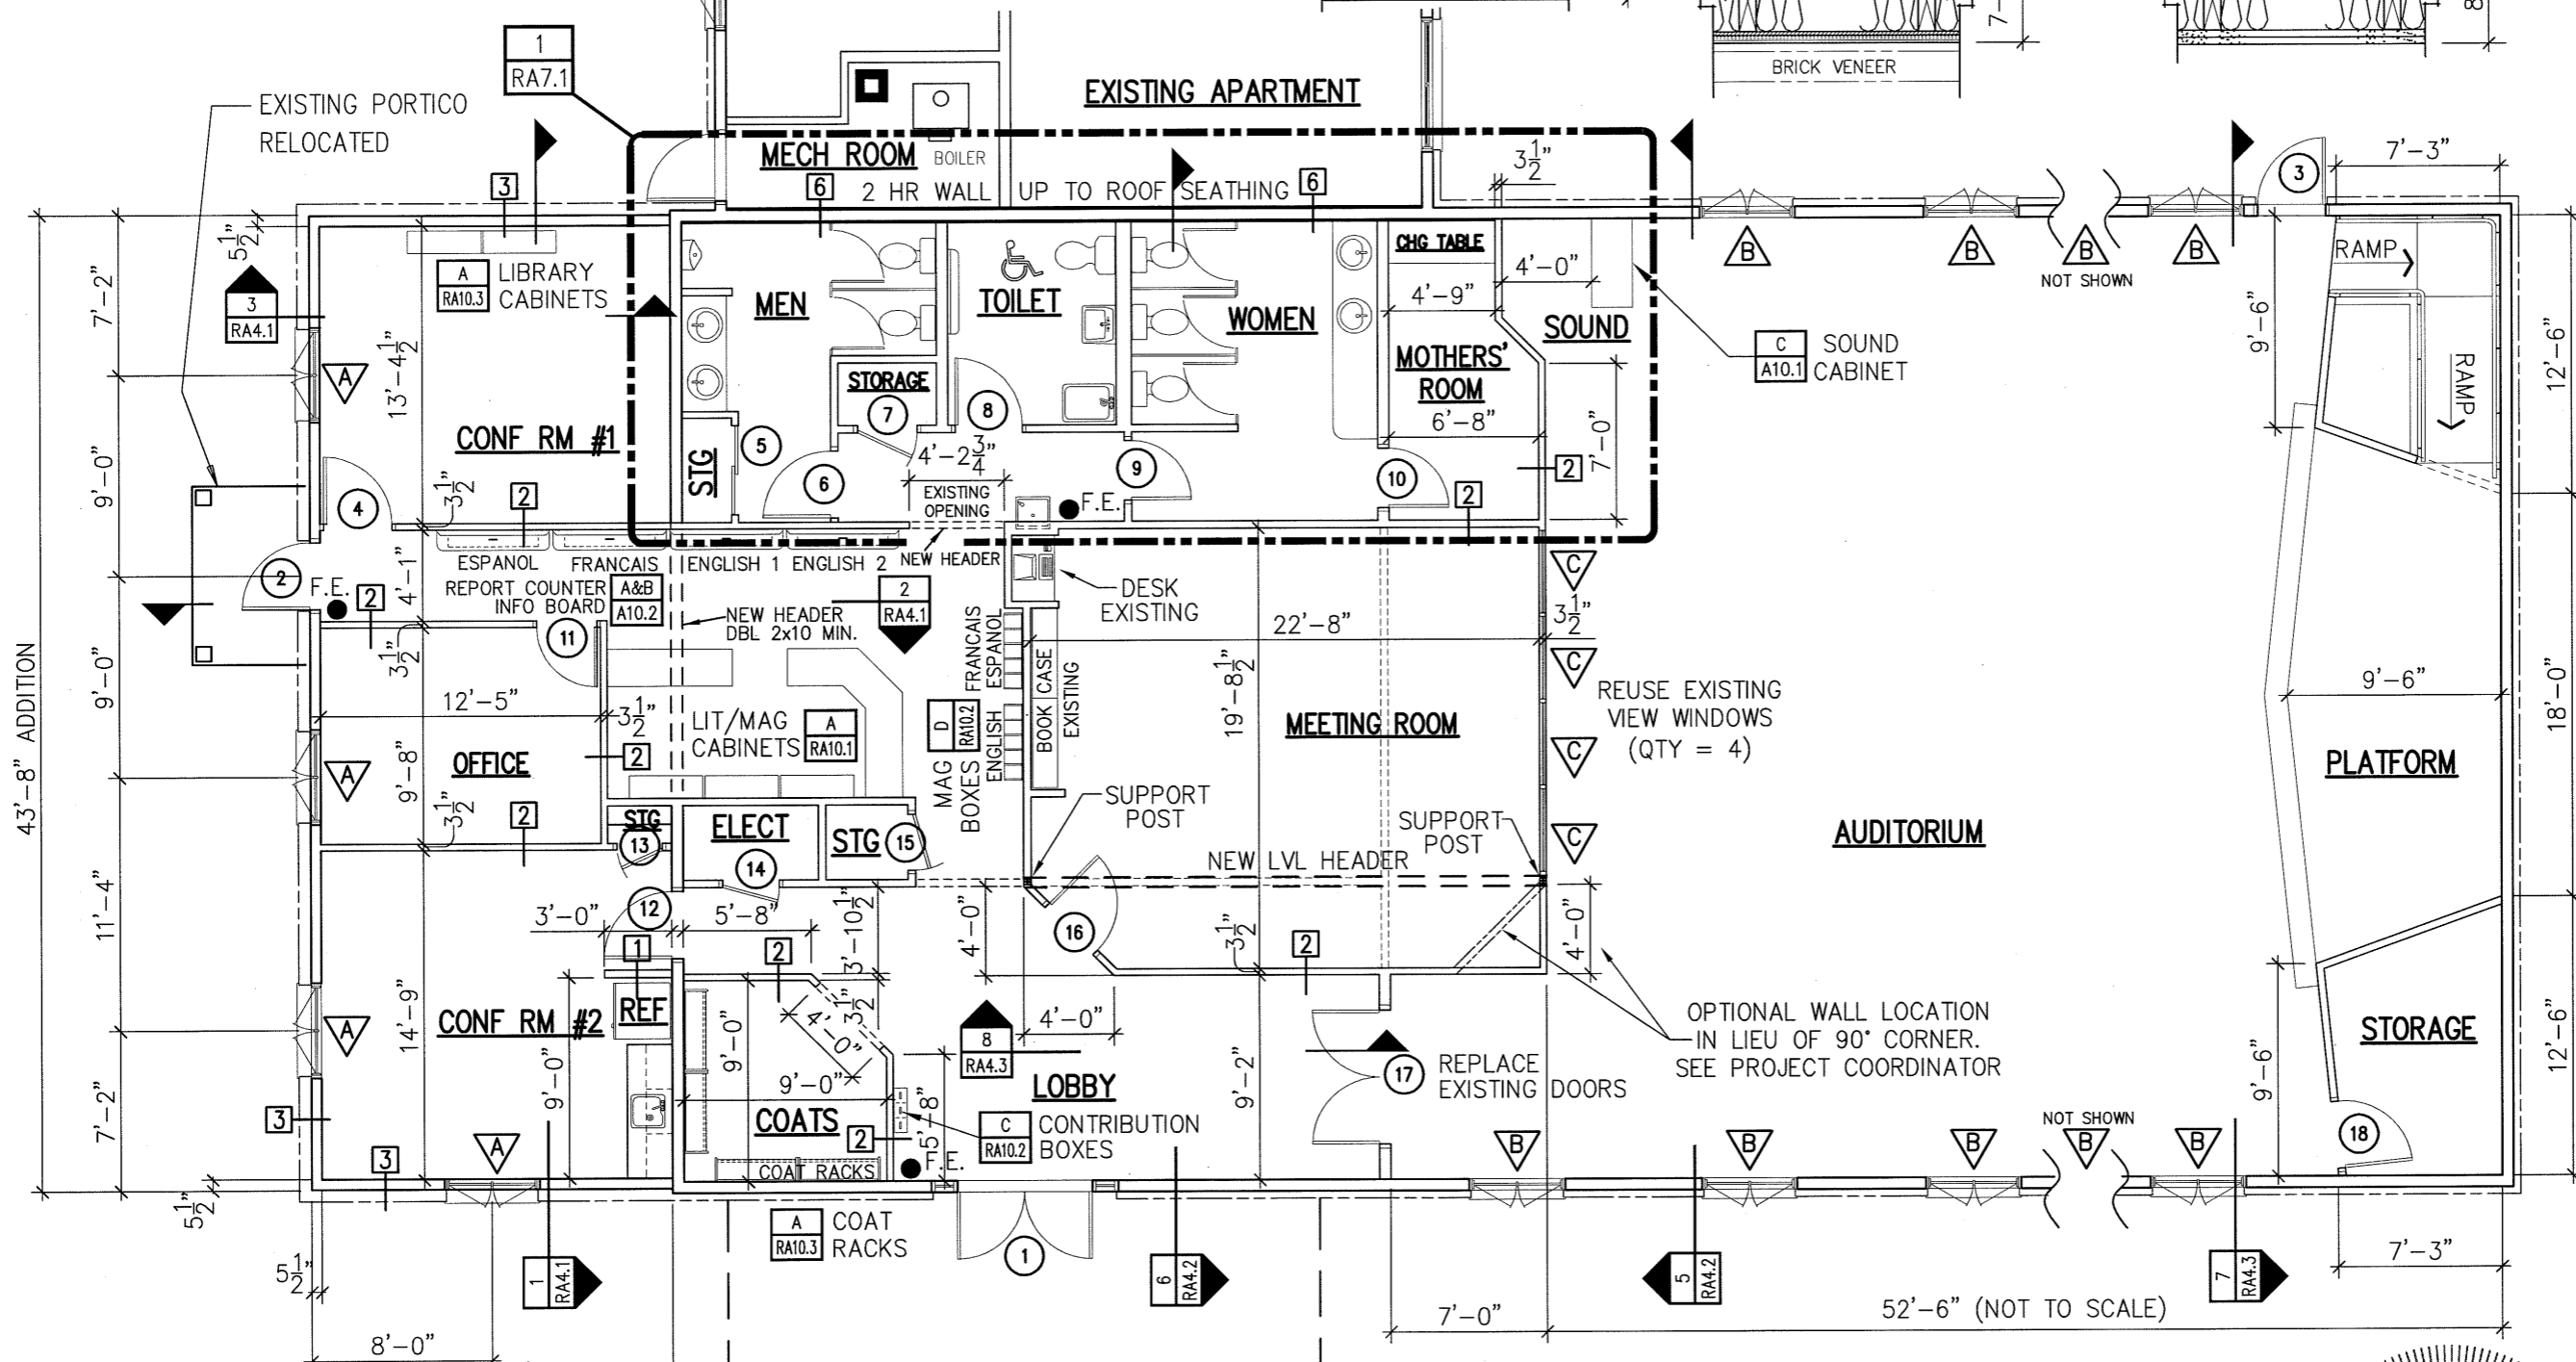 7'-
8
BRICK VENEER
1
RA7.1
EXISTING PORTICO
RELOCATED
EXISTING APARTMENT
MECH ROOM
BOILER
2 HR WALL UP TO ROOF SEATHING
3
6
6
3 1/2"
3
7'-3"
5 1/2"
7'-2"
3
RA4.1
A
RA10.3
LIBRARY
CABINETS
A
13'-4 1/2"
CONF RM #1
MEN
STORAGE
7
STG
5
6
TOILET
8
4'-2 3/4"
EXISTING
OPENING
WOMEN
9
F.E.
CHG TABLE
4'-9"
MOTHERS'
ROOM
6'-8"
10
2
2
4'-0"
SOUND
7'-0"
C
A10.1
SOUND
CABINET
B
B
B
NOT SHOWN
B
RAMP
RAMP
9'-6"
12'-6"
9'-0"
4
3 1/2"
2
2
F.E.
2
4'-1"
ESPANOL
FRANCAIS
ENGLISH 1
ENGLISH 2
NEW HEADER
REPORT COUNTER
INFO BOARD
A&B
A10.2
NEW HEADER
DBL 2x10 MIN.
2
RA4.1
DESK
EXISTING
43'-8" ADDITION
9'-0"
3 1/2"
11
12'-5"
3 1/2"
2
OFFICE
A
9'-8"
3 1/2"
2
LIT/MAG
CABINETS
A
RA10.1
D
RA10.2
MAG
BOXES
FRANCAIS
ESPANOL
ENGLISH
BOOK CASE
EXISTING
22'-8"
19'-8 1/2"
MEETING ROOM
3 1/2"
C
C
C
C
REUSE EXISTING
VIEW WINDOWS
(QTY = 4)
SUPPORT
POST
SUPPORT
POST
NEW LVL HEADER
AUDITORIUM
9'-6"
PLATFORM
18'-0"
STG
13
ELECT
14
STG
15
11'-4"
3'-0"
12
5'-8"
1
2
3'-10 1/2"
4'-0"
16
3 1/2"
2
4'-0"
14'-9"
CONF RM #2
REF
A
9'-0"
9'-0"
4'-0"
3 1/2"
9'-0"
COATS
2
COAT RACKS
5'-8"
F.E.
8
RA4.3
4'-0"
LOBBY
9'-2"
C
RA10.2
CONTRIBUTION
BOXES
17
REPLACE
EXISTING DOORS
OPTIONAL WALL LOCATION
IN LIEU OF 90° CORNER.
SEE PROJECT COORDINATOR
STORAGE
9'-6"
12'-6"
18
7'-2"
3
3
A
5 1/2"
B
B
B
NOT SHOWN
B
B
A
RA10.3
COAT
RACKS
1
5 1/2"
1
RA4.1
6
RA4.2
5
RA4.2
7
RA4.3
7'-3"
8'-0"
7'-0"
52'-6" (NOT TO SCALE)